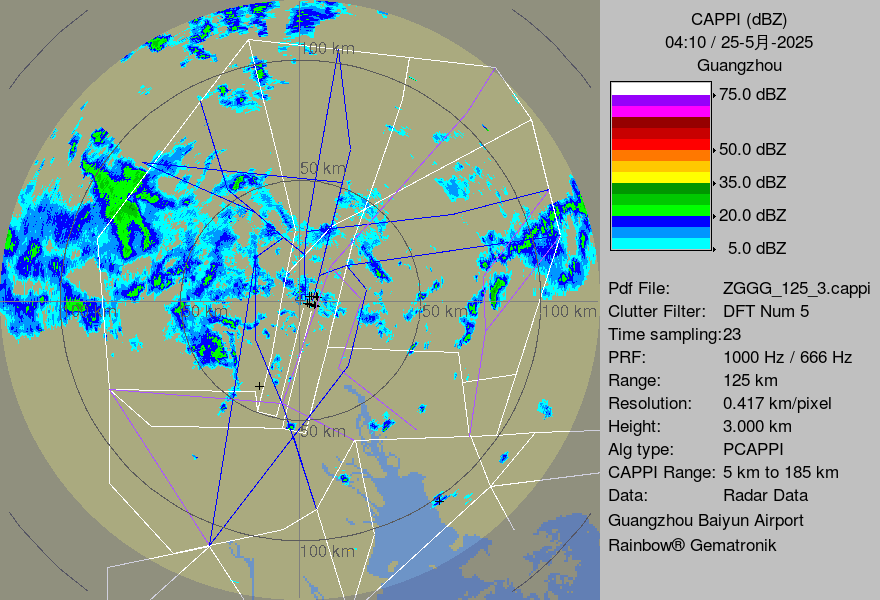 CAPPI (dBZ)
04:10 / 25-5月-2025
Guangzhou
75.0 dBZ
50.0 dBZ
35.0 dBZ
20.0 dBZ
5.0 dBZ
Pdf File: ZGGG_125_3.cappi
Clutter Filter: DFT Num 5
Time sampling:23
PRF: 1000 Hz / 666 Hz
Range: 125 km
Resolution: 0.417 km/pixel
Height: 3.000 km
Alg type: PCAPPI
CAPPI Range: 5 km to 185 km
Data: Radar Data
Guangzhou Baiyun Airport
Rainbow® Gematronik
100 km
50 km
50 km
100 km
50 km
100 km